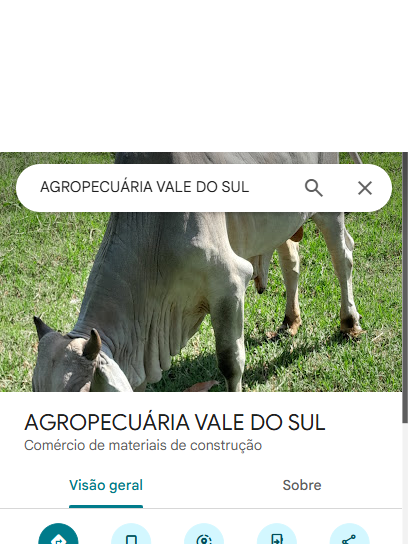 AGROPECUÁRIA VALE DO SUL
AGROPECUÁRIA VALE DO SUL
Comércio de materiais de construção
Visão geral
Sobre